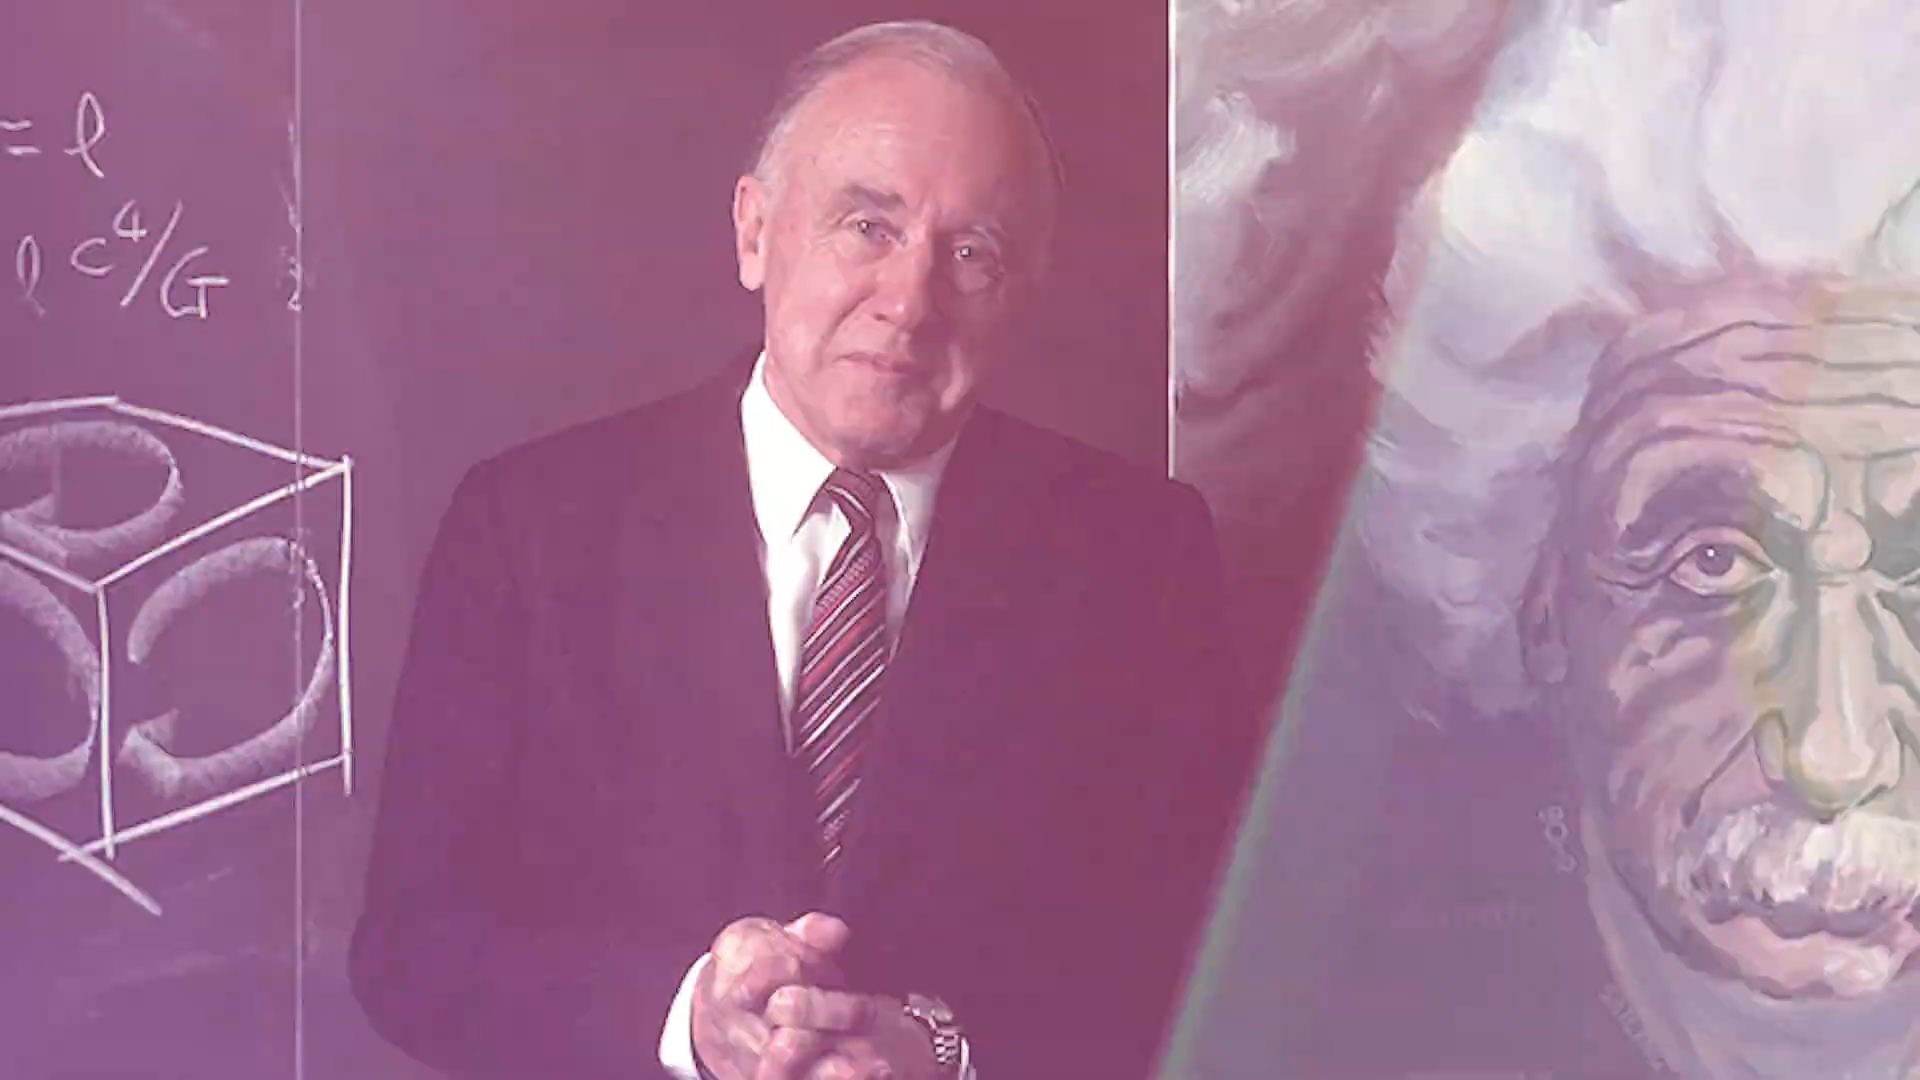 = l
l c⁴/G